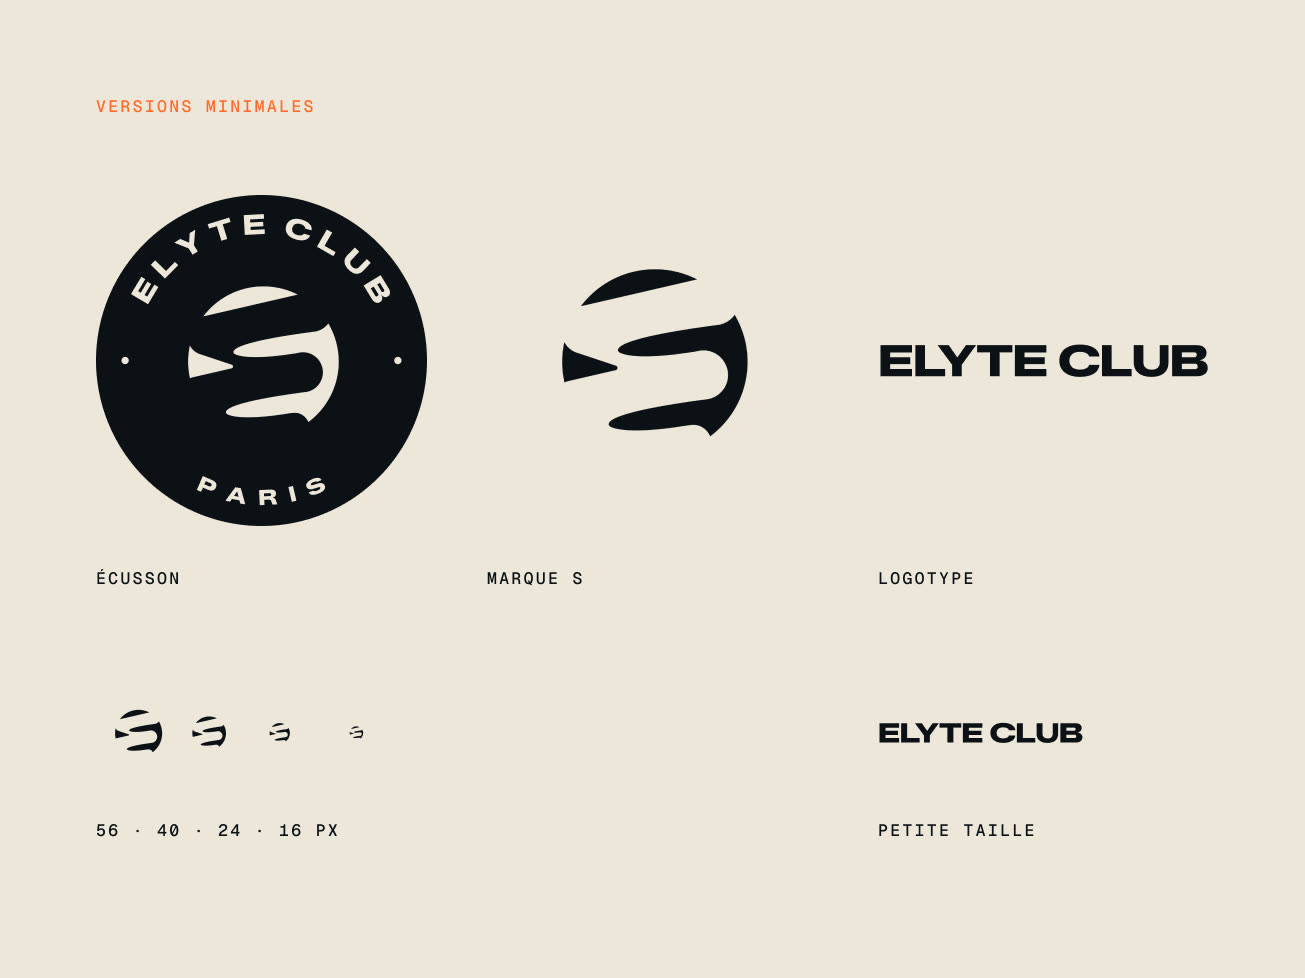 VERSIONS MINIMALES
ELYTE CLUB
PARIS
ELYTE CLUB
ÉCUSSON
MARQUE S
LOGOTYPE
ELYTE CLUB
56 · 40 · 24 · 16 PX
PETITE TAILLE